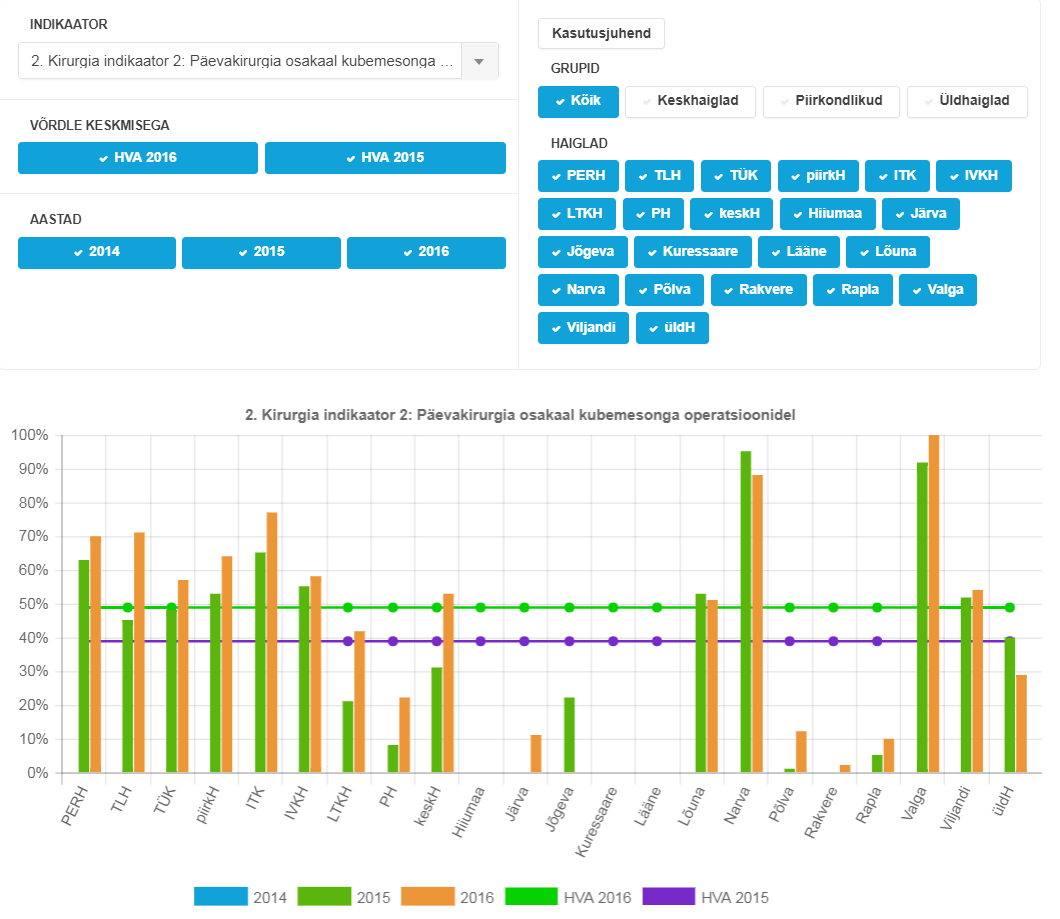 INDIKAATOR
2. Kirurgia indikaator 2: Päevakirurgia osakaal kubemesonga ...
VÕRDLE KESKMISEGA
HVA 2016 HVA 2015
AASTAD
2014 2015 2016
Kasutusjuhend
GRUPID
Kõik Keskhaiglad Piirkondlikud Üldhaiglad
HAIGLAD
PERH TLH TÜK piirkH ITK IVKH
LTKH PH keskH Hiiumaa Järva
Jõgeva Kuressaare Lääne Lõuna
Narva Põlva Rakvere Rapla Valga
Viljandi üldH
2. Kirurgia indikaator 2: Päevakirurgia osakaal kubemesonga operatsioonidel
100%
90%
80%
70%
60%
50%
40%
30%
20%
10%
0%
PERH TLH TÜK piirkH ITK IVKH LTKH PH keskH Hiiumaa Järva Jõgeva Kuressaare Lääne Lõuna Narva Põlva Rakvere Rapla Valga Viljandi üldH
2014 2015 2016 HVA 2016 HVA 2015